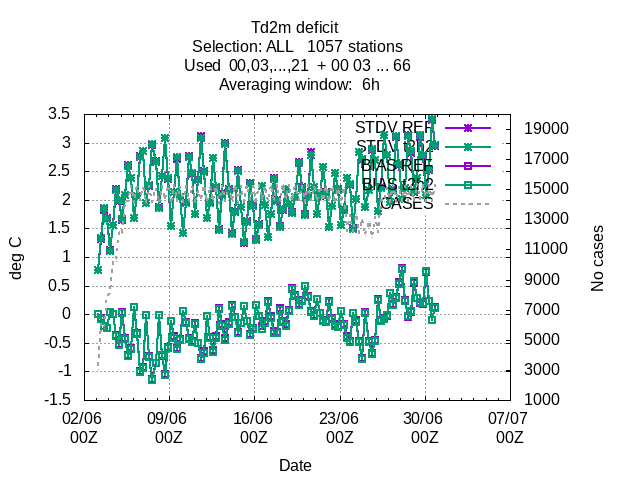 Td2m deficit
Selection: ALL   1057 stations
Used  00,03,...,21  + 00 03 ... 66
Averaging window:  6h
3.5
3
2.5
2
1.5
1
0.5
0
-0.5
-1
-1.5
deg C
STDV REF
BIAS REF
CASES
19000
17000
15000
13000
11000
9000
7000
5000
3000
1000
No cases
02/06 09/06 16/06 23/06 30/06 07/07
00Z 00Z 00Z 00Z 00Z 00Z
Date